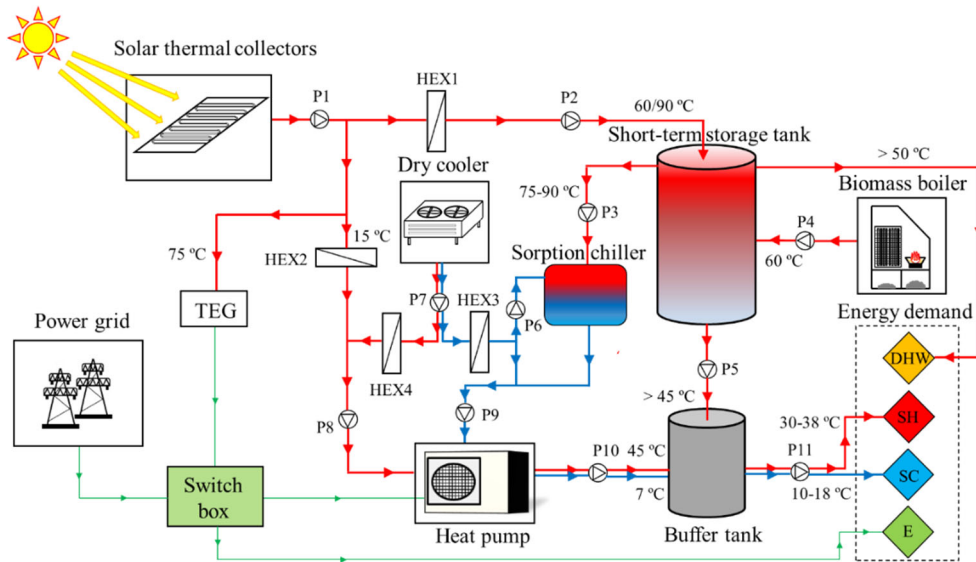 Solar thermal collectors
P1
HEX1
P2
60/90 ºC
Short-term storage tank
> 50 ºC
Dry cooler
75-90 ºC
P3
Biomass boiler
P4
60 ºC
75 ºC
15 ºC
HEX2
Sorption chiller
TEG
P7
HEX3
P6
Power grid
HEX4
Energy demand
DHW
P5
> 45 ºC
P8
P9
30-38 ºC
SH
P10
45 ºC
P11
SC
7 ºC
10-18 ºC
Switch
box
E
Heat pump
Buffer tank